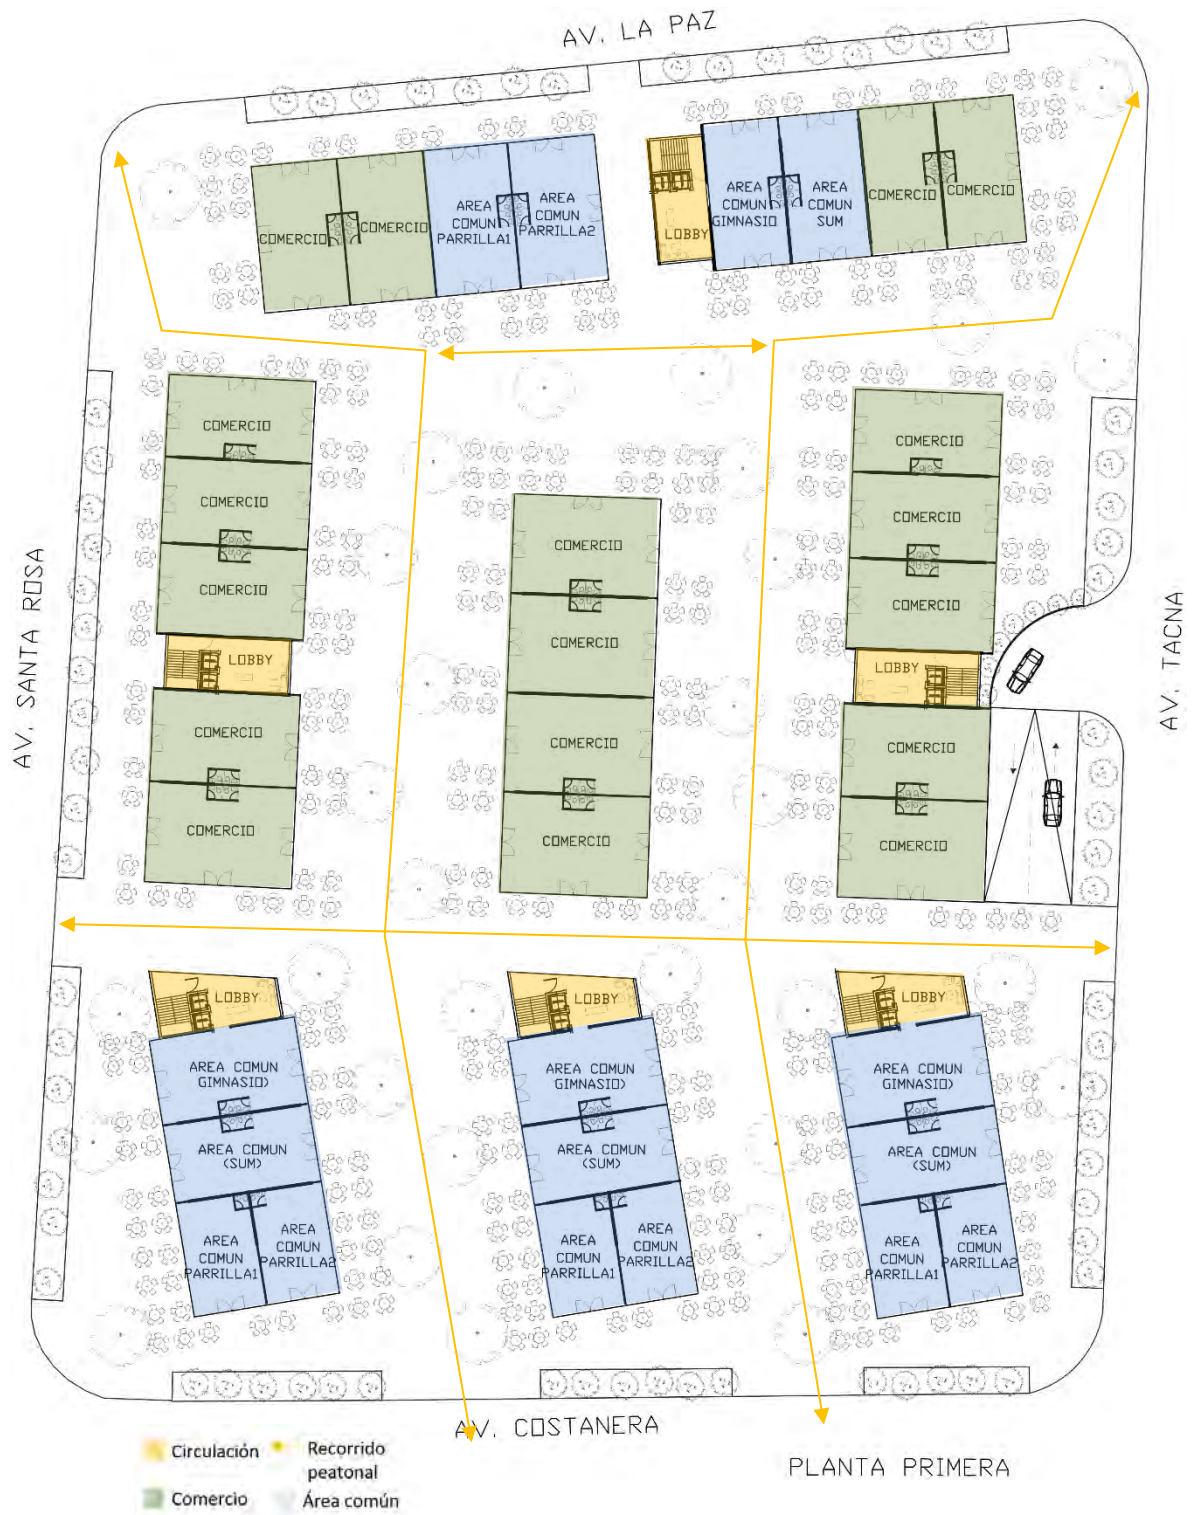 AV. LA PAZ
COMERCIO
COMERCIO
AREA
COMUN
PARRILLA1
AREA
COMUN
PARRILLA2
LOBBY
AREA
COMUN
GIMNASIO
AREA
COMUN
SUM
COMERCIO
COMERCIO
COMERCIO
COMERCIO
COMERCIO
LOBBY
COMERCIO
COMERCIO
COMERCIO
COMERCIO
COMERCIO
COMERCIO
COMERCIO
COMERCIO
COMERCIO
LOBBY
COMERCIO
COMERCIO
AV. SANTA ROSA
AV. TACNA
LOBBY
AREA COMUN
GIMNASIO)
AREA COMUN
(SUM)
AREA
COMUN
PARRILLA1
AREA
COMUN
PARRILLA2
LOBBY
AREA COMUN
GIMNASIO)
AREA COMUN
(SUM)
AREA
COMUN
PARRILLA1
AREA
COMUN
PARRILLA2
LOBBY
AREA COMUN
GIMNASIO)
AREA COMUN
(SUM)
AREA
COMUN
PARRILLA1
AREA
COMUN
PARRILLA2
AV. COSTANERA
PLANTA PRIMERA
Circulación
Recorrido
peatonal
Comercio
Área común